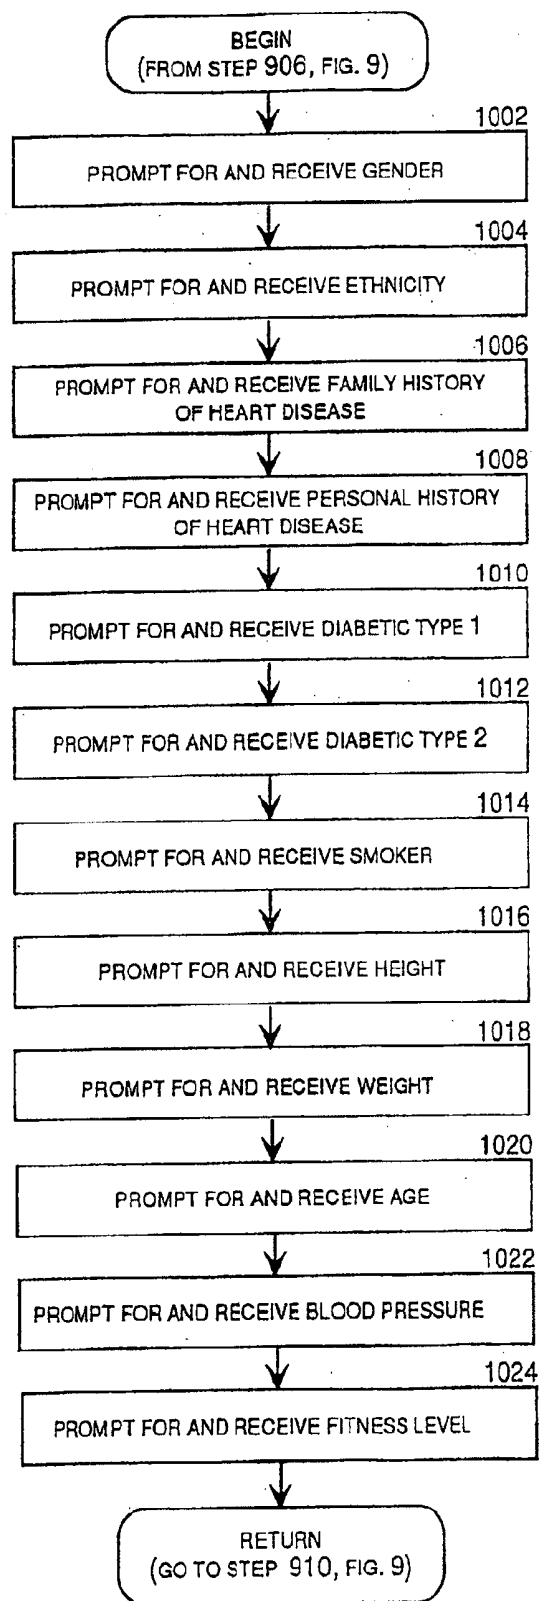 BEGIN
(FROM STEP 906, FIG. 9)
1002
PROMPT FOR AND RECEIVE GENDER
1004
PROMPT FOR AND RECEIVE ETHNICITY
1006
PROMPT FOR AND RECEIVE FAMILY HISTORY
OF HEART DISEASE
1008
PROMPT FOR AND RECEIVE PERSONAL HISTORY
OF HEART DISEASE
1010
PROMPT FOR AND RECEIVE DIABETIC TYPE 1
1012
PROMPT FOR AND RECEIVE DIABETIC TYPE 2
1014
PROMPT FOR AND RECEIVE SMOKER
1016
PROMPT FOR AND RECEIVE HEIGHT
1018
PROMPT FOR AND RECEIVE WEIGHT
1020
PROMPT FOR AND RECEIVE AGE
1022
PROMPT FOR AND RECEIVE BLOOD PRESSURE
1024
PROMPT FOR AND RECEIVE FITNESS LEVEL
RETURN
(GO TO STEP 910, FIG. 9)